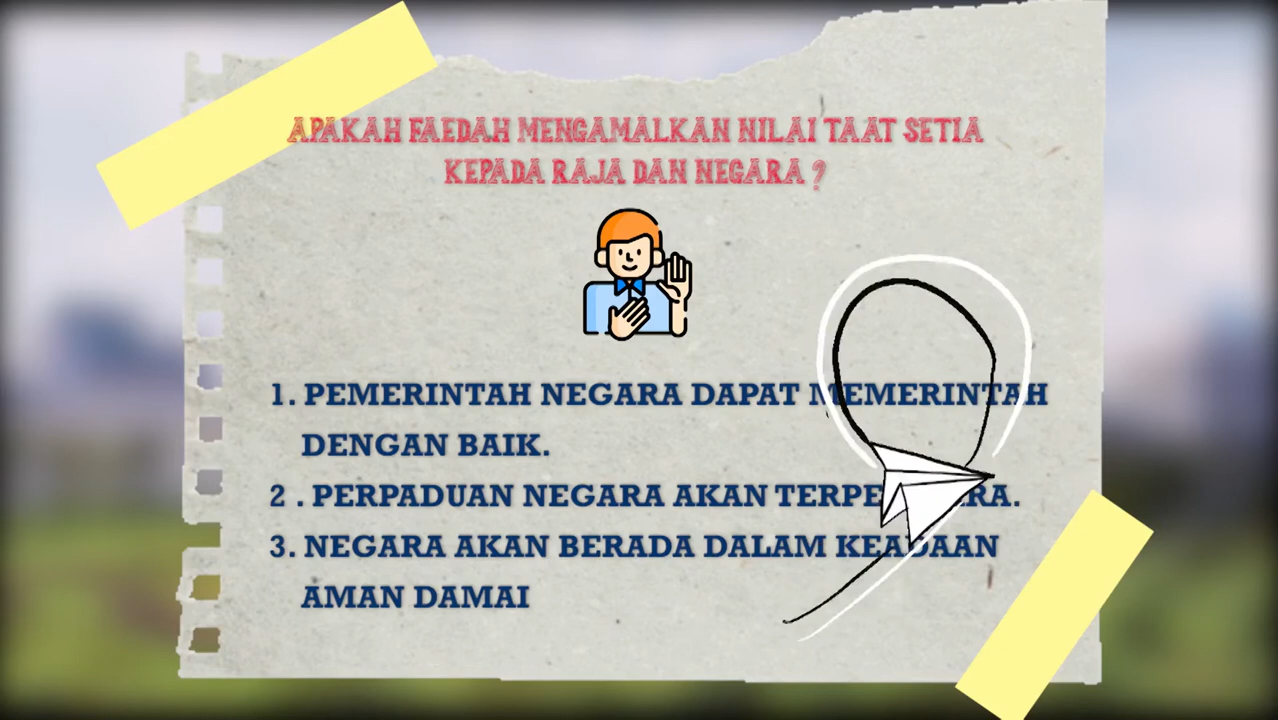 APAKAH FAEDAH MENGAMALKAN NILAI TAAT SETIA
KEPADA RAJA DAN NEGARA ?
1. PEMERINTAH NEGARA DAPAT MEMERINTAH
DENGAN BAIK.
2 . PERPADUAN NEGARA AKAN
3. NEGARA AKAN BERADA DALAM KEADAAN
AMAN DAMAI